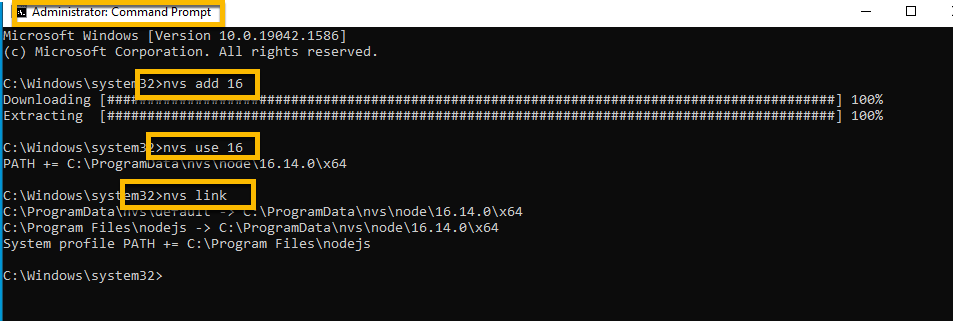 Administrator: Command Prompt
Microsoft Windows [Version 10.0.19042.1586]
(c) Microsoft Corporation. All rights reserved.
C:\Windows\system32>nvs add 16
Downloading [###########################################################################################] 100%
Extracting  [###########################################################################################] 100%
C:\Windows\system32>nvs use 16
PATH += C:\ProgramData\nvs\node\16.14.0\x64
C:\Windows\system32>nvs link
C:\ProgramData\nvs\default -> C:\ProgramData\nvs\node\16.14.0\x64
C:\Program Files\nodejs -> C:\ProgramData\nvs\node\16.14.0\x64
System profile PATH += C:\Program Files\nodejs
C:\Windows\system32>